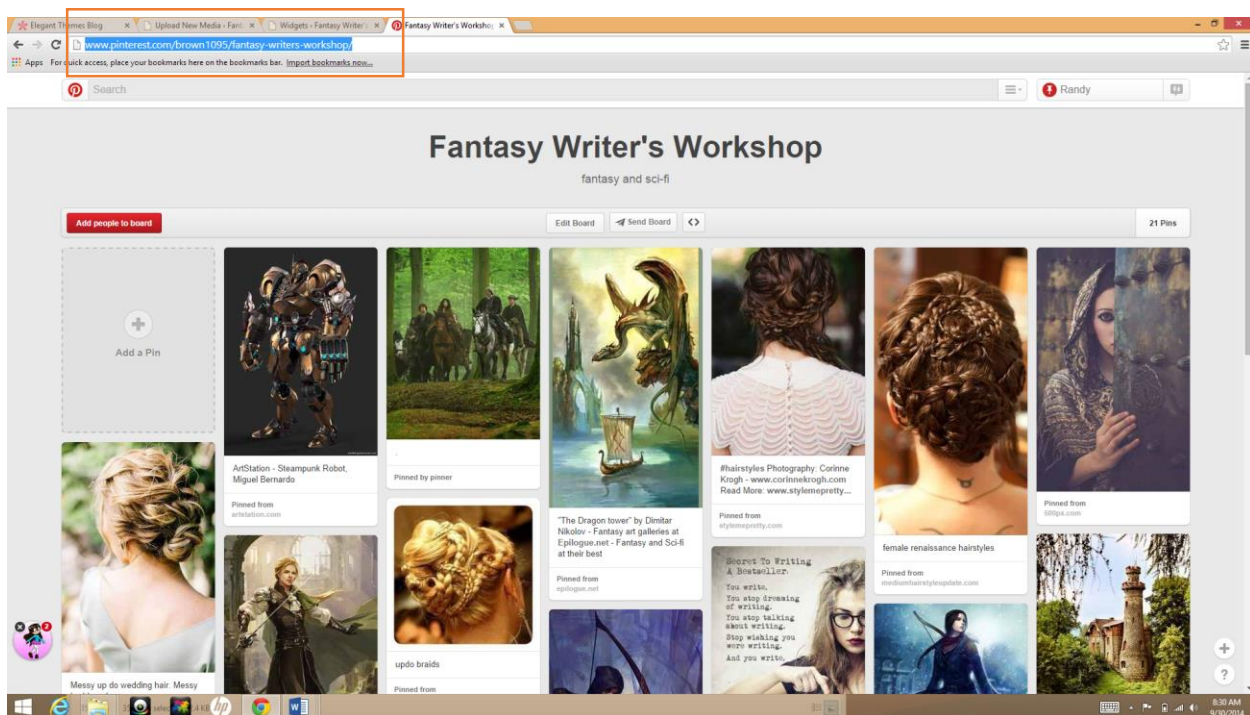 Elegant Themes Blog
Upload New Media ‹ Fant
Widgets ‹ Fantasy Writer's
Fantasy Writer's Workshop
www.pinterest.com/brown1095/fantasy-writers-workshop/
Apps For quick access, place your bookmarks here on the bookmarks bar. Import bookmarks now...
Search
Randy
Fantasy Writer's Workshop
fantasy and sci-fi
Add people to board
Edit Board
Send Board
21 Pins
Add a Pin
Messy up do wedding hair. Messy
ArtStation - Steampunk Robot,
Miguel Bernardo
Pinned from
artstation.com
.
Pinned by pinner
updo braids
Pinned from
"The Dragon tower" by Dimitar
Nikolov - Fantasy art galleries at
Epilogue.net - Fantasy and Sci-fi
at their best
Pinned from
epilogue.net
#hairstyles Photography: Corinne
Krogh - www.corinnekrogh.com
Read More: www.stylemepretty....
Pinned from
stylemepretty.com
Secret To Writing
A Bestseller:
You write.
You stop dreaming
of writing.
You stop talking
about writing.
Stop wishing you
were writing.
And you write.
female renaissance hairstyles
Pinned from
mediumhairstyleupdate.com
Pinned from
500px.com
2
?
hp
8:30 AM
9/30/2014